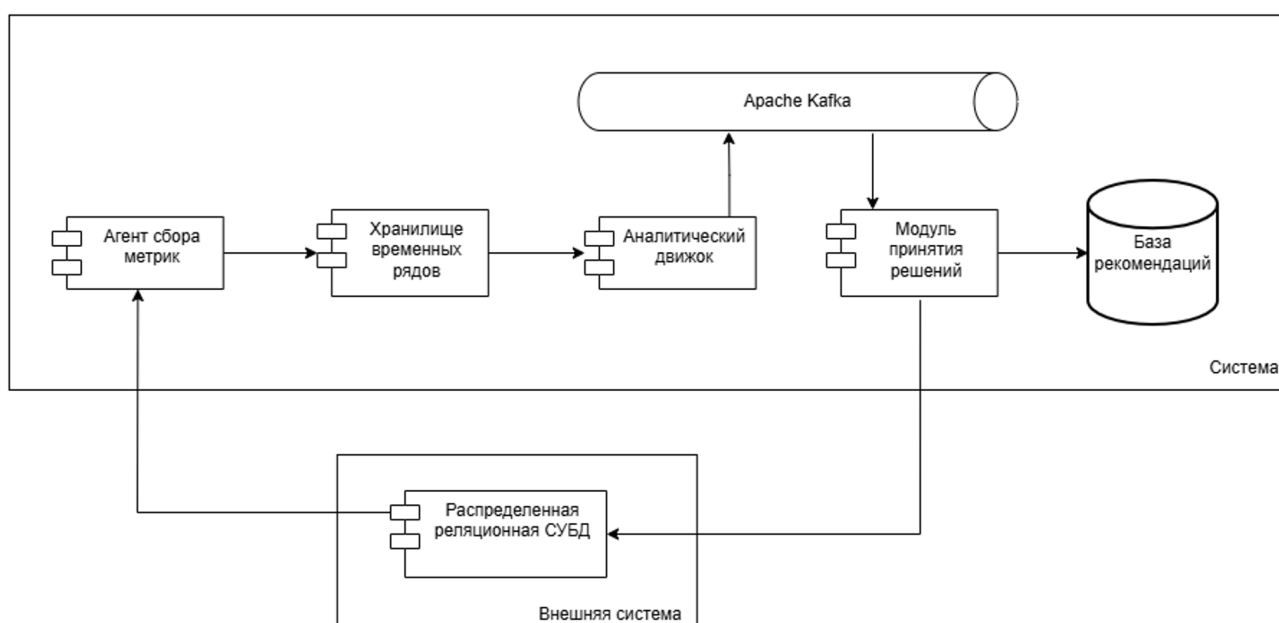 Apache Kafka
Агент сбора
метрик
Хранилище
временных
рядов
Аналитический
движок
Модуль
принятия
решений
База
рекомендаций
Система
Распределенная
реляционная СУБД
Внешняя система